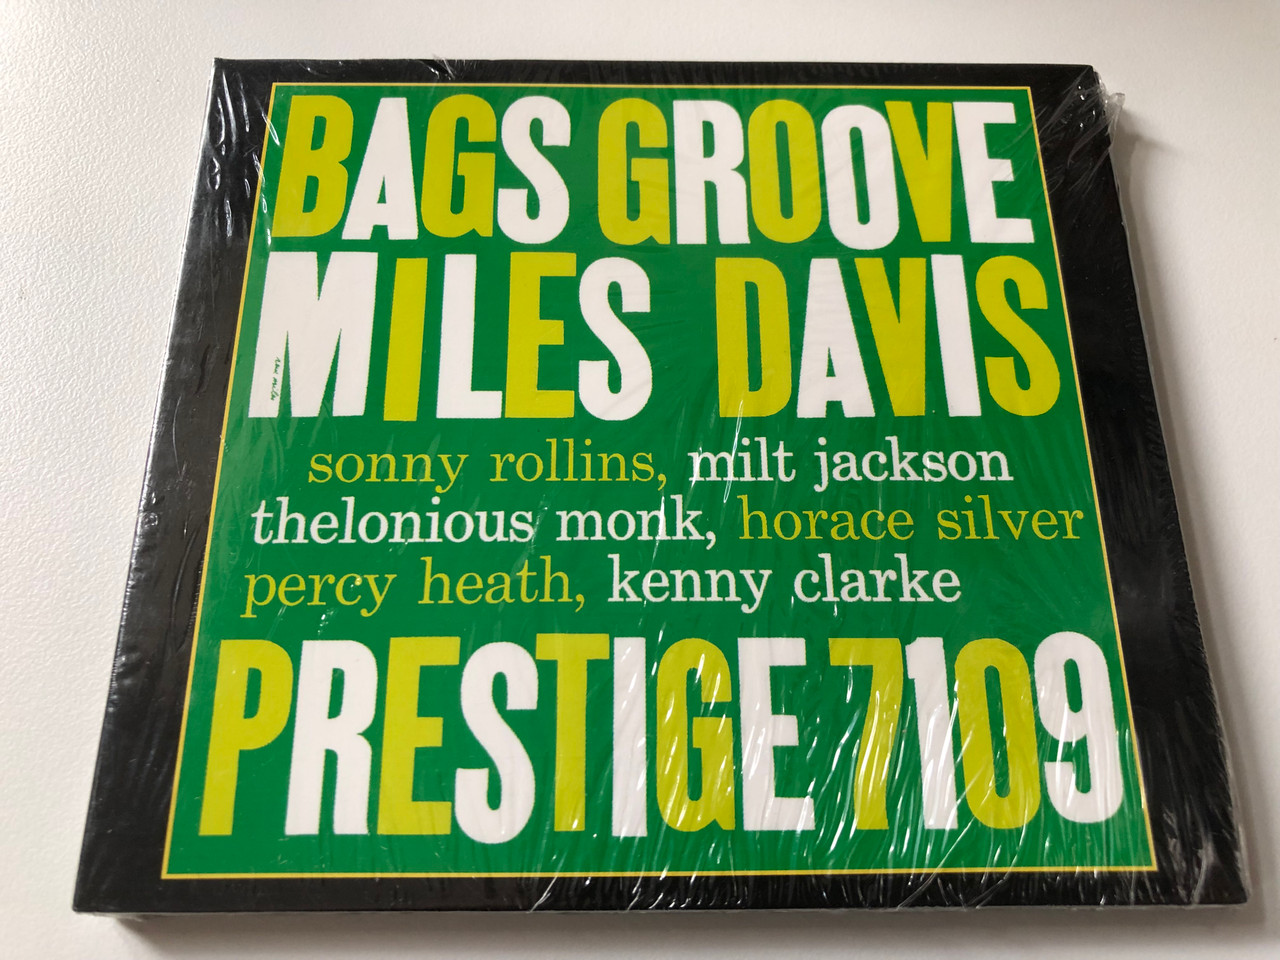 BAGS GROOVE
MILES DAVIS
sonny rollins, milt jackson
thelonious monk, horace silver
percy heath, kenny clarke
PRESTIGE 7109